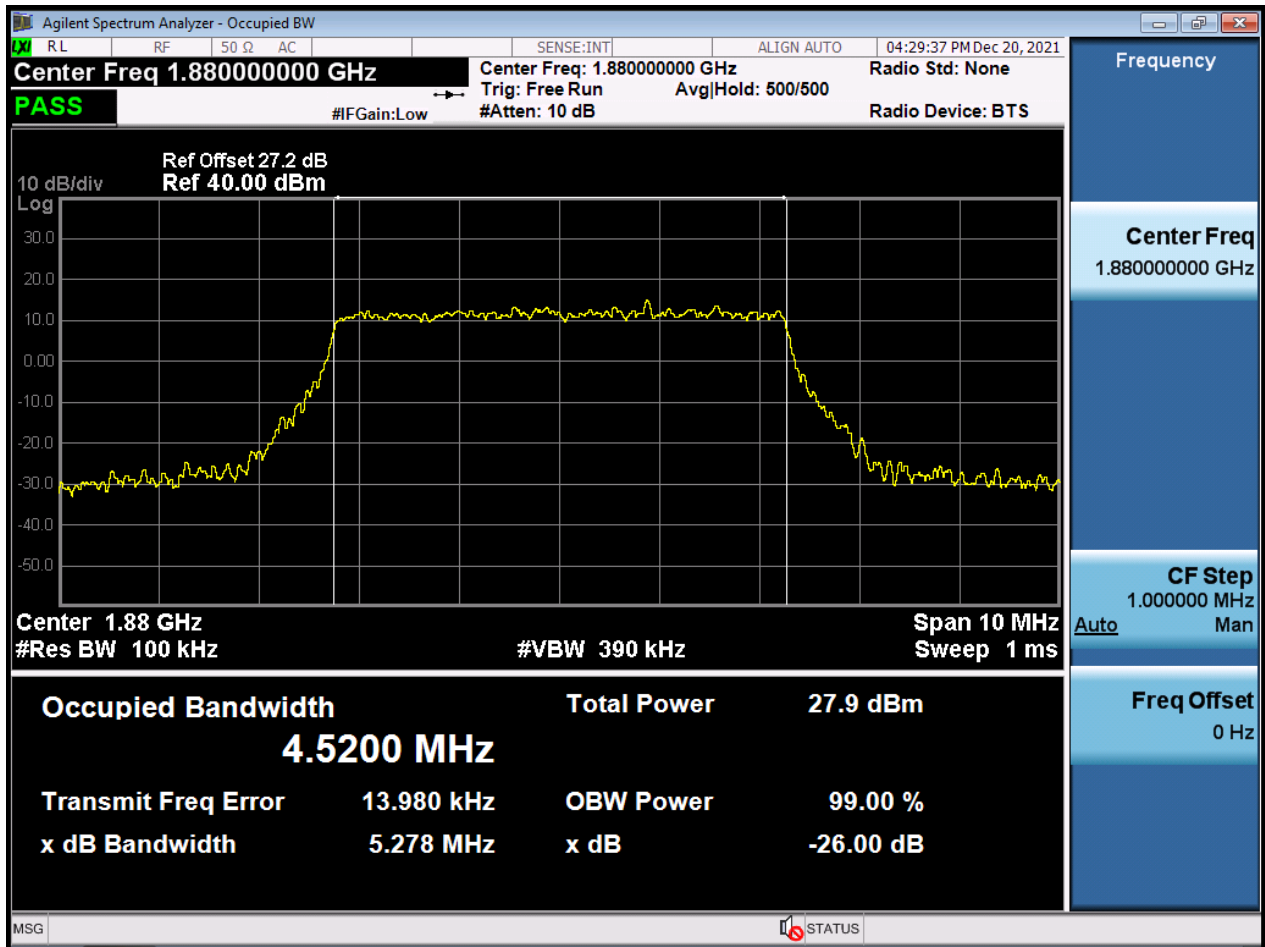 Agilent Spectrum Analyzer - Occupied BW
LXI RL RF 50 Ω AC SENSE:INT ALIGN AUTO 04:29:37 PM Dec 20, 2021
Center Freq 1.880000000 GHz
Center Freq: 1.880000000 GHz Radio Std: None
Trig: Free Run Avg|Hold: 500/500
PASS
#IFGain:Low #Atten: 10 dB Radio Device: BTS
Ref Offset 27.2 dB
10 dB/div Ref 40.00 dBm
Log
30.0
20.0
10.0
0.00
-10.0
-20.0
-30.0
-40.0
-50.0
Center 1.88 GHz Span 10 MHz
#Res BW 100 kHz #VBW 390 kHz Sweep 1 ms
Occupied Bandwidth Total Power 27.9 dBm
4.5200 MHz
Transmit Freq Error 13.980 kHz OBW Power 99.00 %
x dB Bandwidth 5.278 MHz x dB -26.00 dB
Frequency
Center Freq
1.880000000 GHz
CF Step
1.000000 MHz
Auto Man
Freq Offset
0 Hz
MSG STATUS